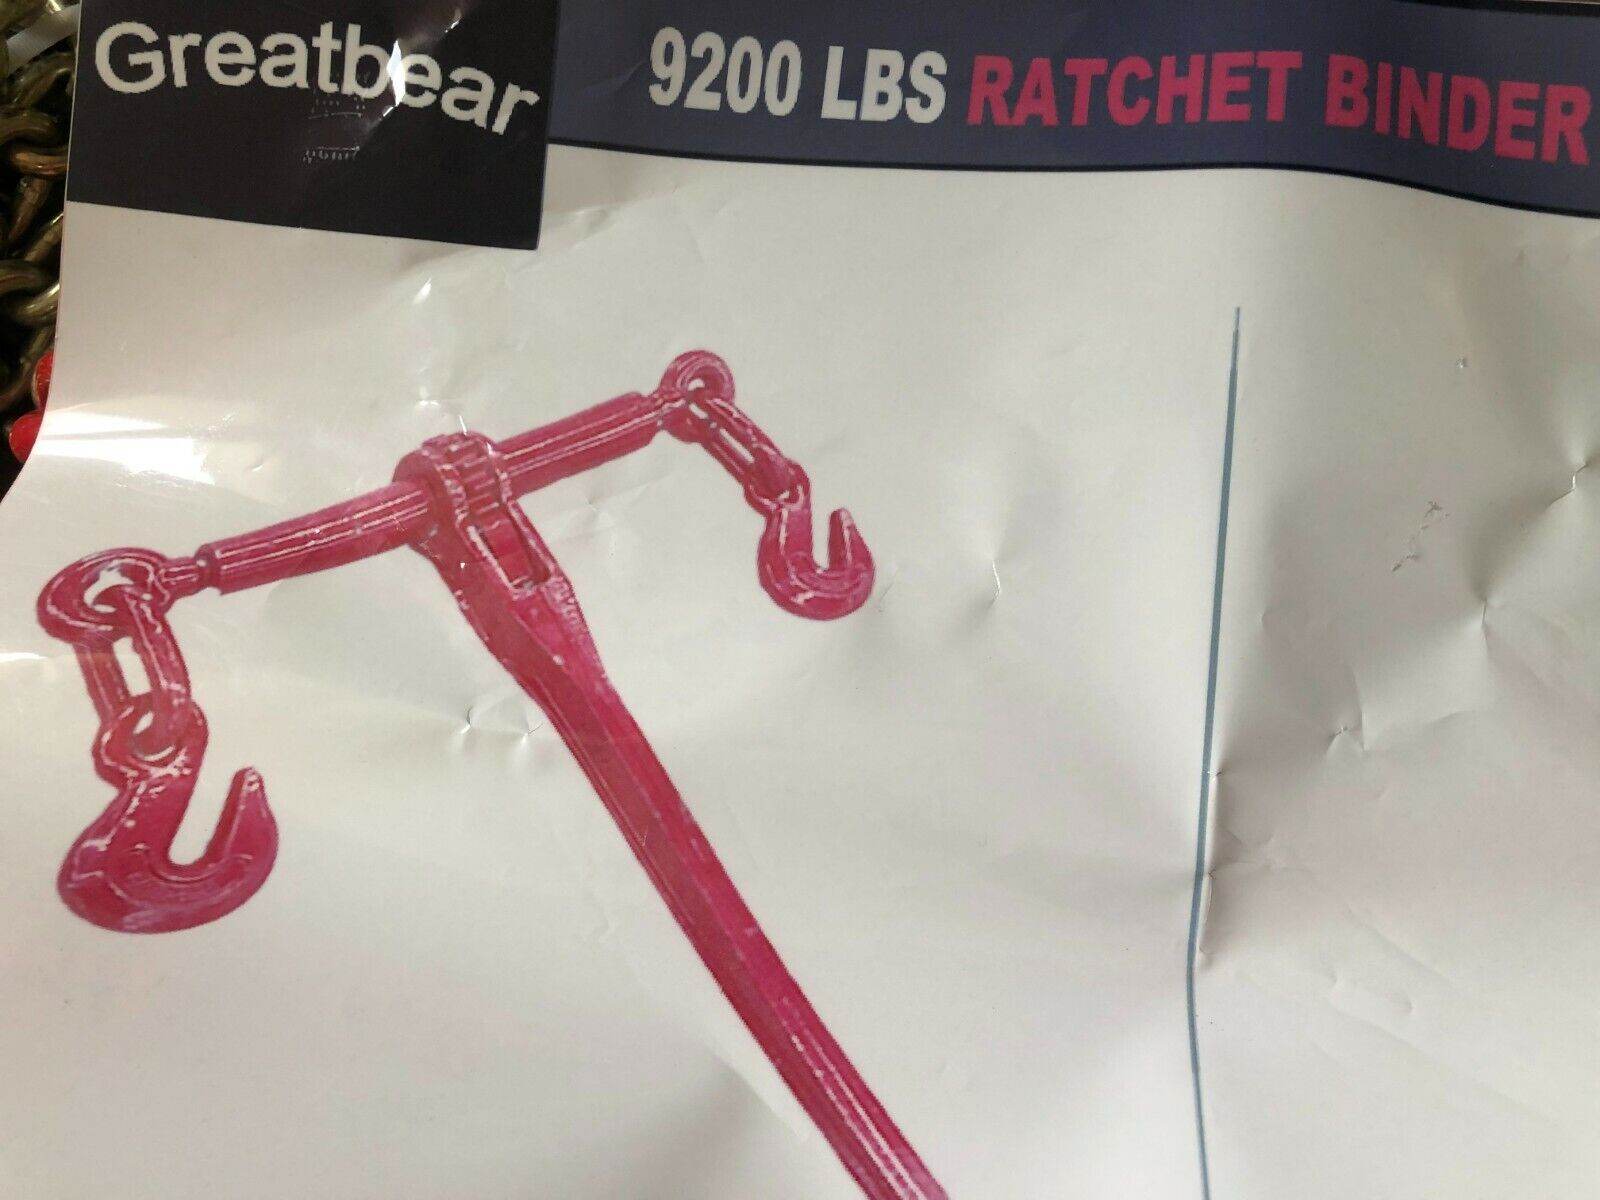 Greatbear
9200 LBS RATCHET BINDER